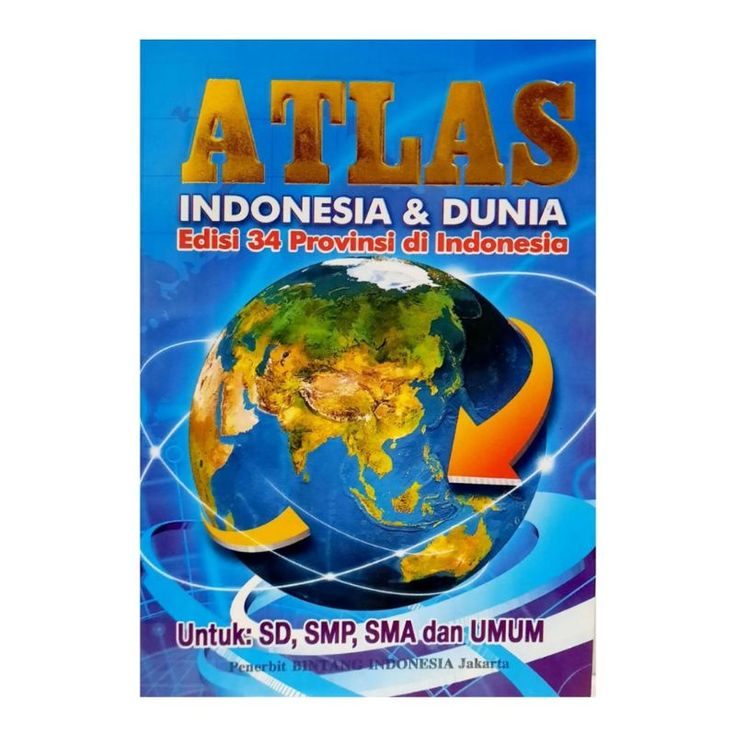 ATLAS
INDONESIA & DUNIA
Edisi 34 Provinsi di Indonesia
Untuk: SD, SMP, SMA dan UMUM
Penerbit BINTANG INDONESIA Jakarta